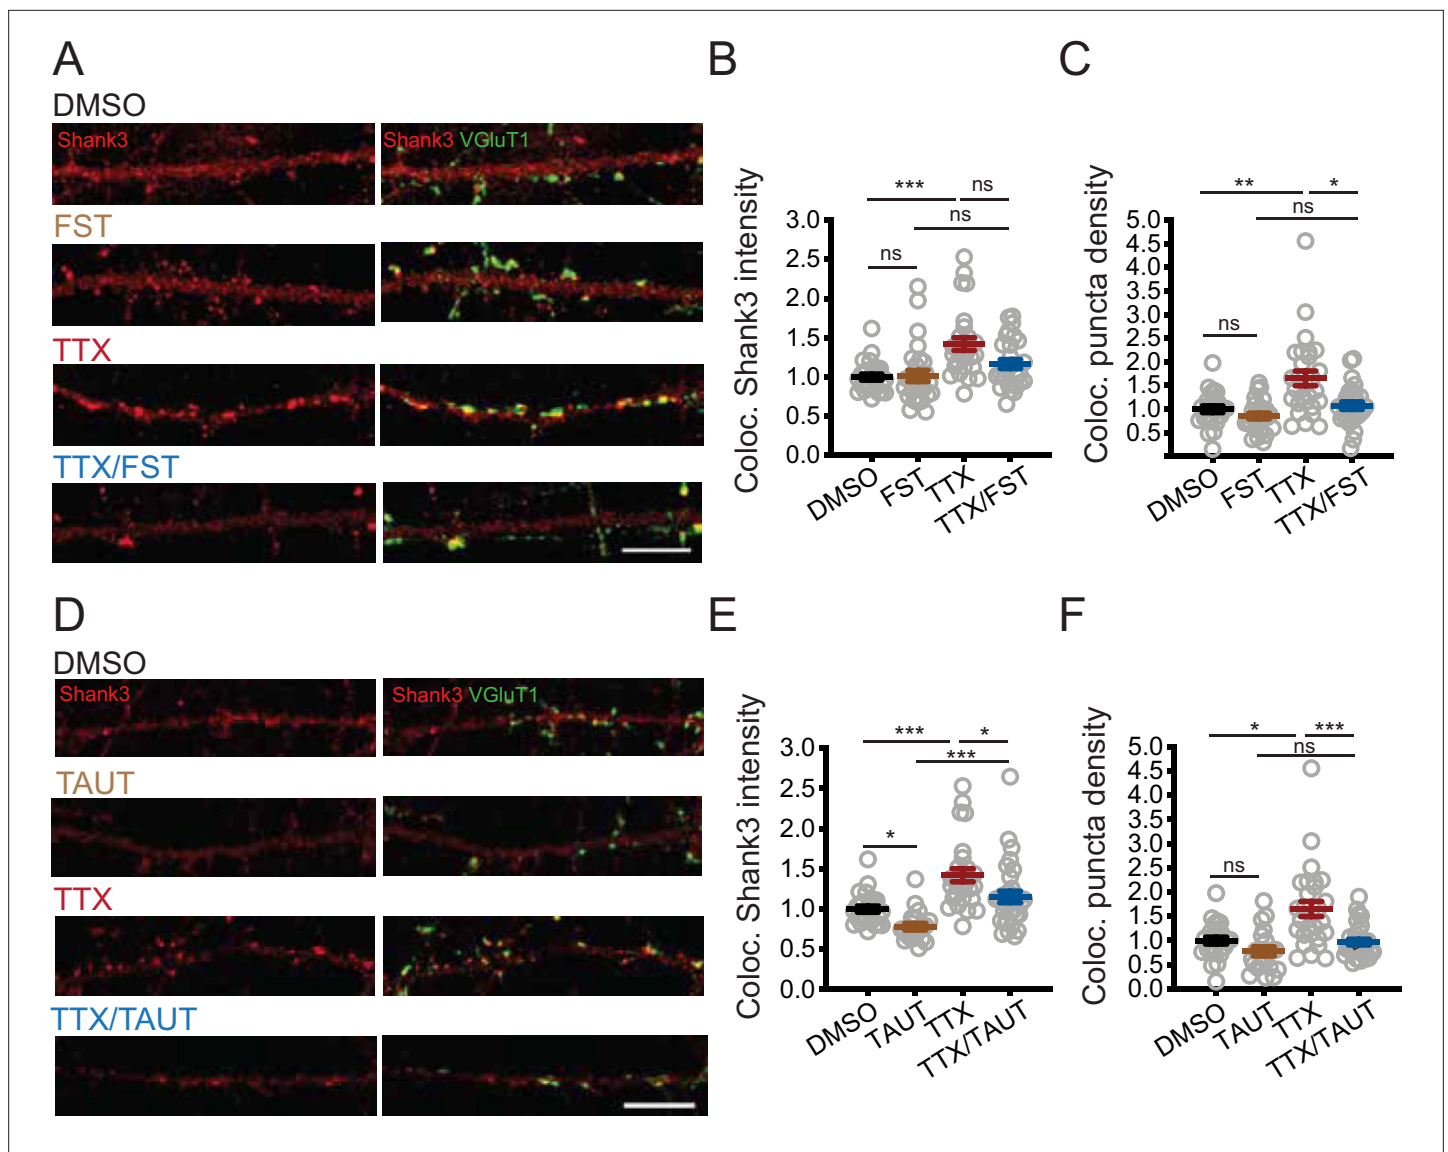 A
DMSO
Shank3
Shank3 VGluT1
FST
TTX
TTX/FST
B
Coloc. Shank3 intensity
*** ns
ns
ns
3.0
2.5
2.0
1.5
1.0
0.5
0.0
DMSO
FST
TTX
TTX/FST
C
Coloc. puncta density
** *
ns
ns
5.0
4.5
4.0
3.5
3.0
2.5
2.0
1.5
1.0
0.5
DMSO
FST
TTX
TTX/FST
D
DMSO
Shank3
Shank3 VGluT1
TAUT
TTX
TTX/TAUT
E
Coloc. Shank3 intensity
*** *
***
*
3.0
2.5
2.0
1.5
1.0
0.5
0.0
DMSO
TAUT
TTX
TTX/TAUT
F
Coloc. puncta density
* ***
ns
ns
5.0
4.5
4.0
3.5
3.0
2.5
2.0
1.5
1.0
0.5
0.0
DMSO
TAUT
TTX
TTX/TAUT